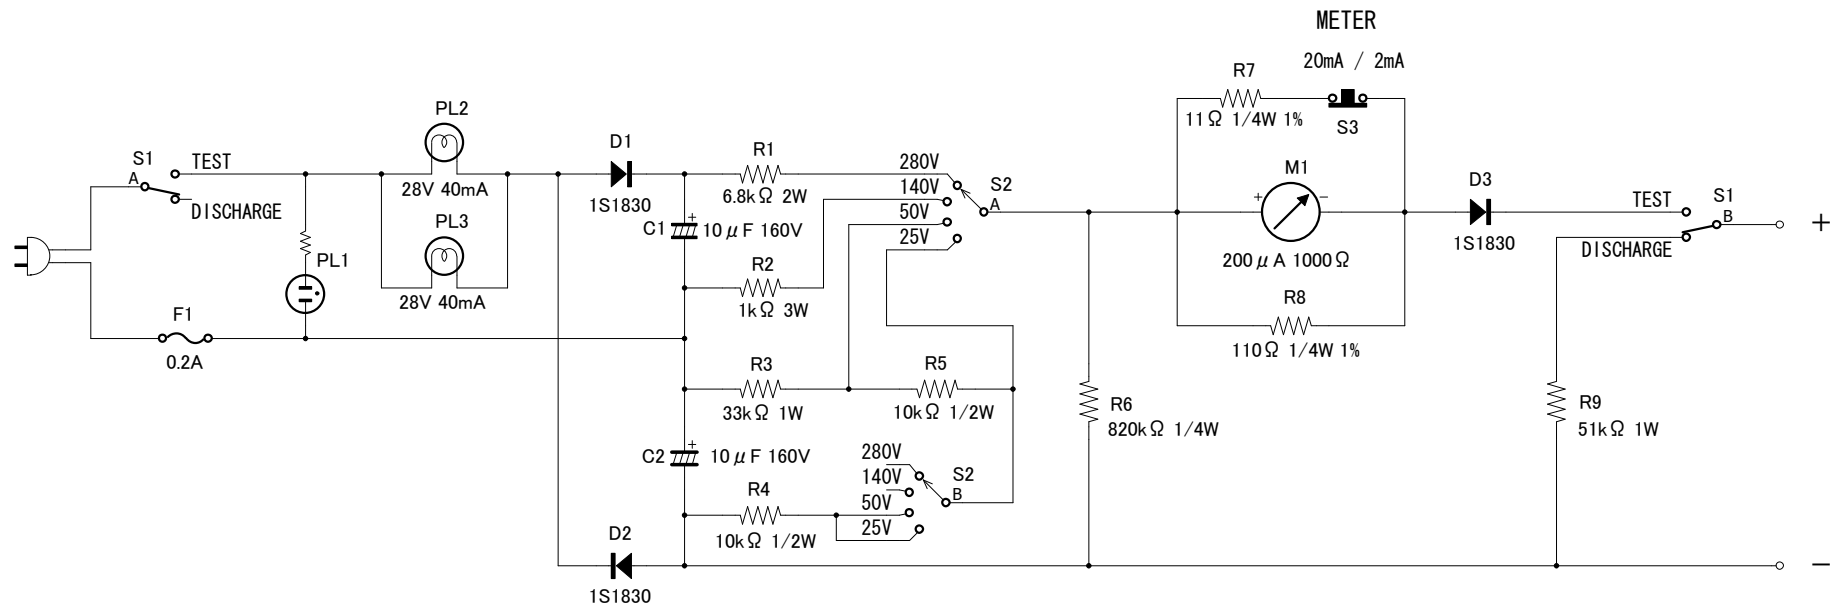 METER
20mA / 2mA
R7
11Ω 1/4W 1%
S3
PL2
28V 40mA
PL3
28V 40mA
S1
A
TEST
DISCHARGE
PL1
F1
0.2A
D1
1S1830
R1
6.8kΩ 2W
C1
+
10μF 160V
R2
1kΩ 3W
280V
140V
50V
25V
S2
A
M1
+
−
200μA 1000Ω
R8
110Ω 1/4W 1%
D3
1S1830
TEST
DISCHARGE
S1
B
+
R3
33kΩ 1W
R5
10kΩ 1/2W
R6
820kΩ 1/4W
R9
51kΩ 1W
C2
+
10μF 160V
280V
140V
50V
25V
S2
B
R4
10kΩ 1/2W
D2
1S1830
−